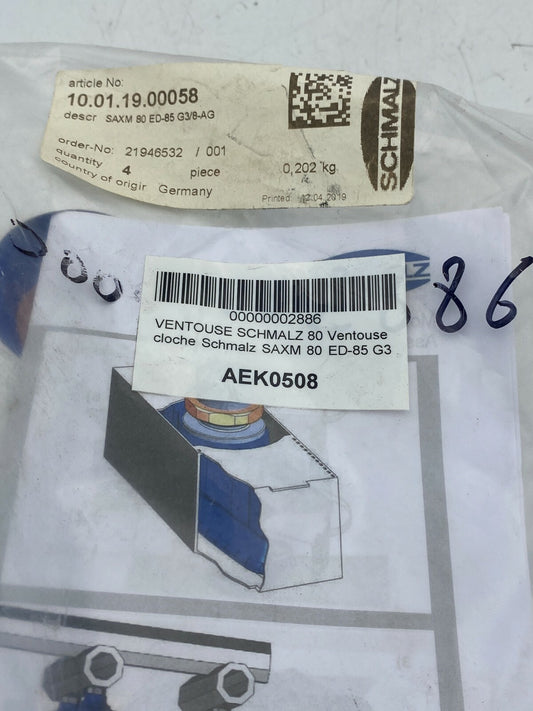 article No:
10.01.19.00058
descr SAXM 80 ED-85 G3/8-AG
order-No: 21946532 / 001
quantity 4 piece 0,202 kg
country of origin Germany
Printed 12.04.2019
SCHMALZ
000
86
00000002886
VENTOUSE SCHMALZ 80 Ventouse
cloche Schmalz SAXM 80 ED-85 G3
AEK0508